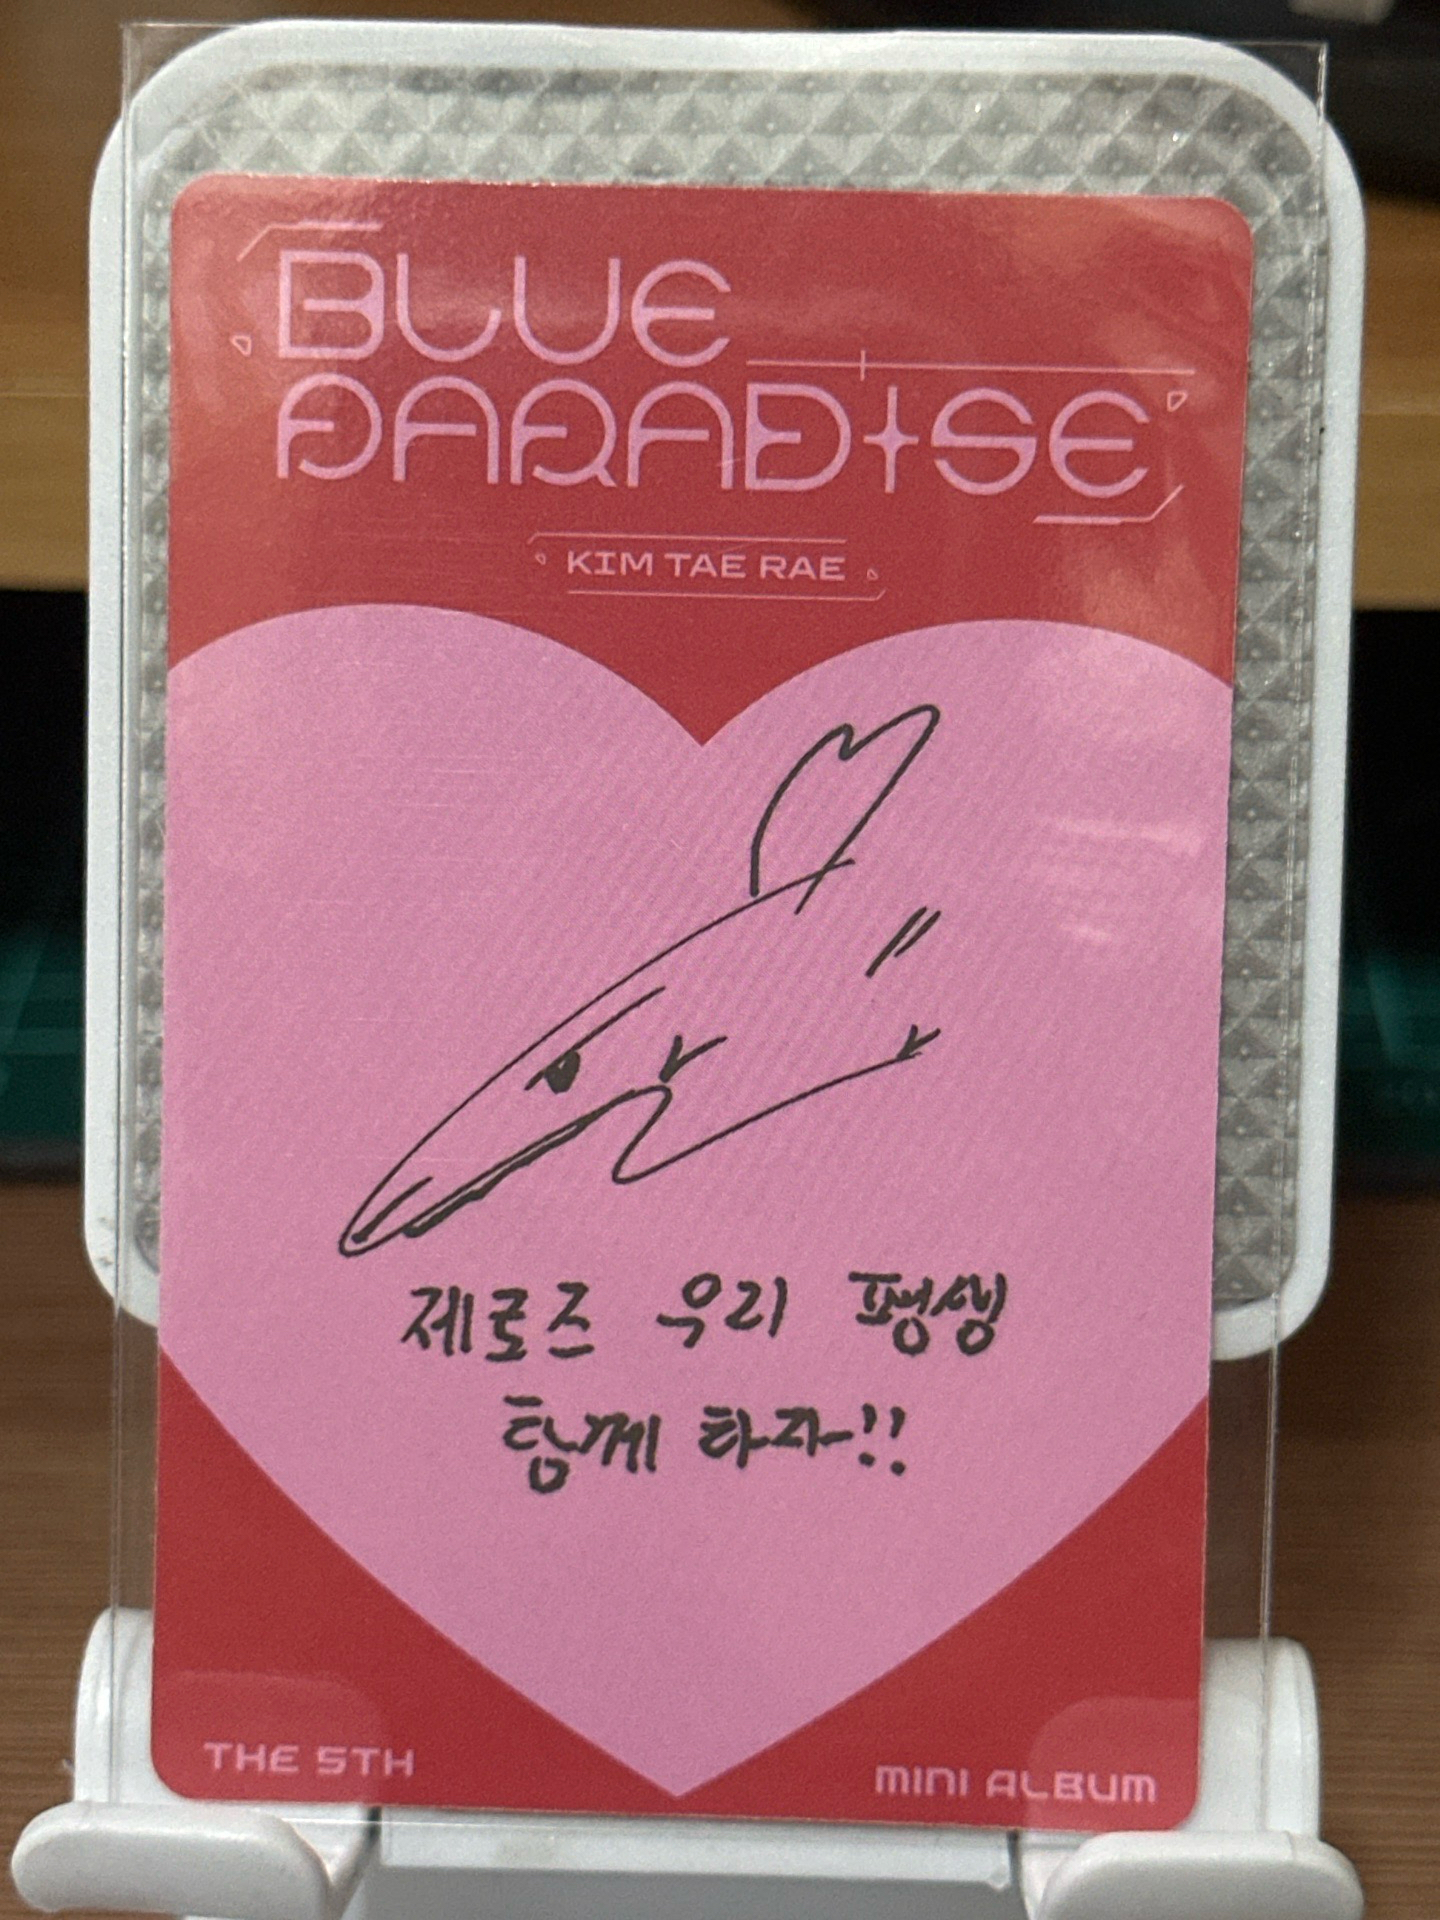 BLUE
PARADISE
KIM TAE RAE
제로즈 우리 평생
함께 하자!!
THE 5TH
MINI ALBUM